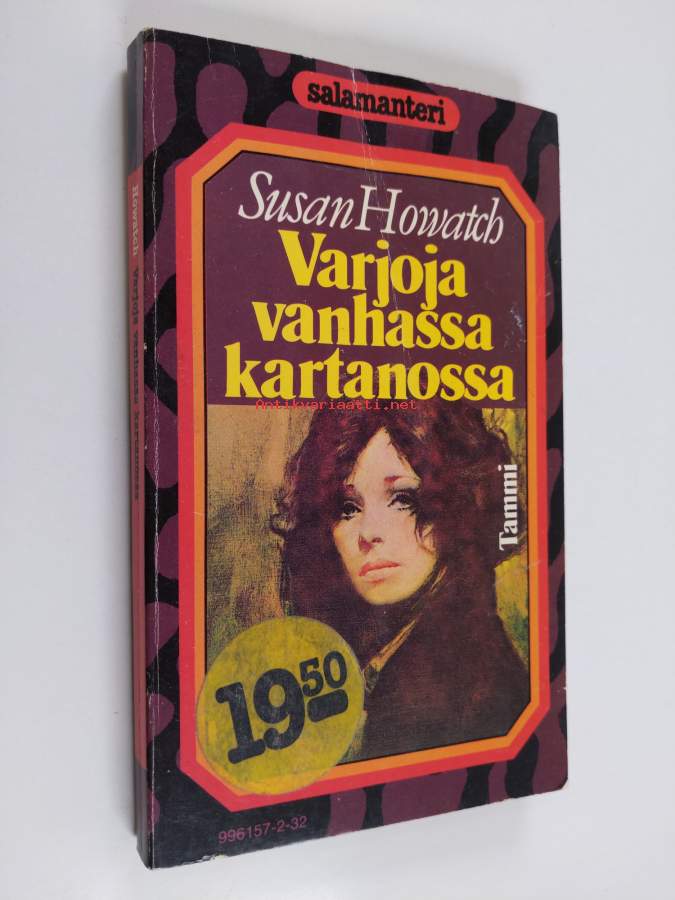 salamanteri
Susan Howatch
Varjoja
vanhassa
kartanossa
Antikvariaatti.net
Tammi
19 50
996157-2-32
Howatch Varjoja vanhassa kartanossa